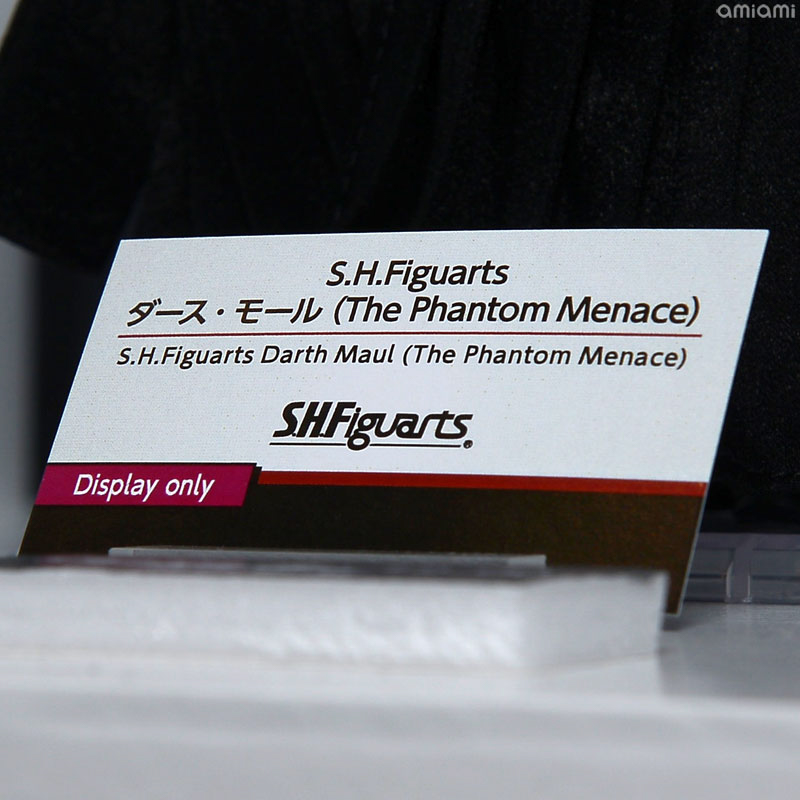 amiami
S.H.Figuarts
ダース・モール (The Phantom Menace)
S.H.Figuarts Darth Maul (The Phantom Menace)
S.H.Figuarts®
Display only